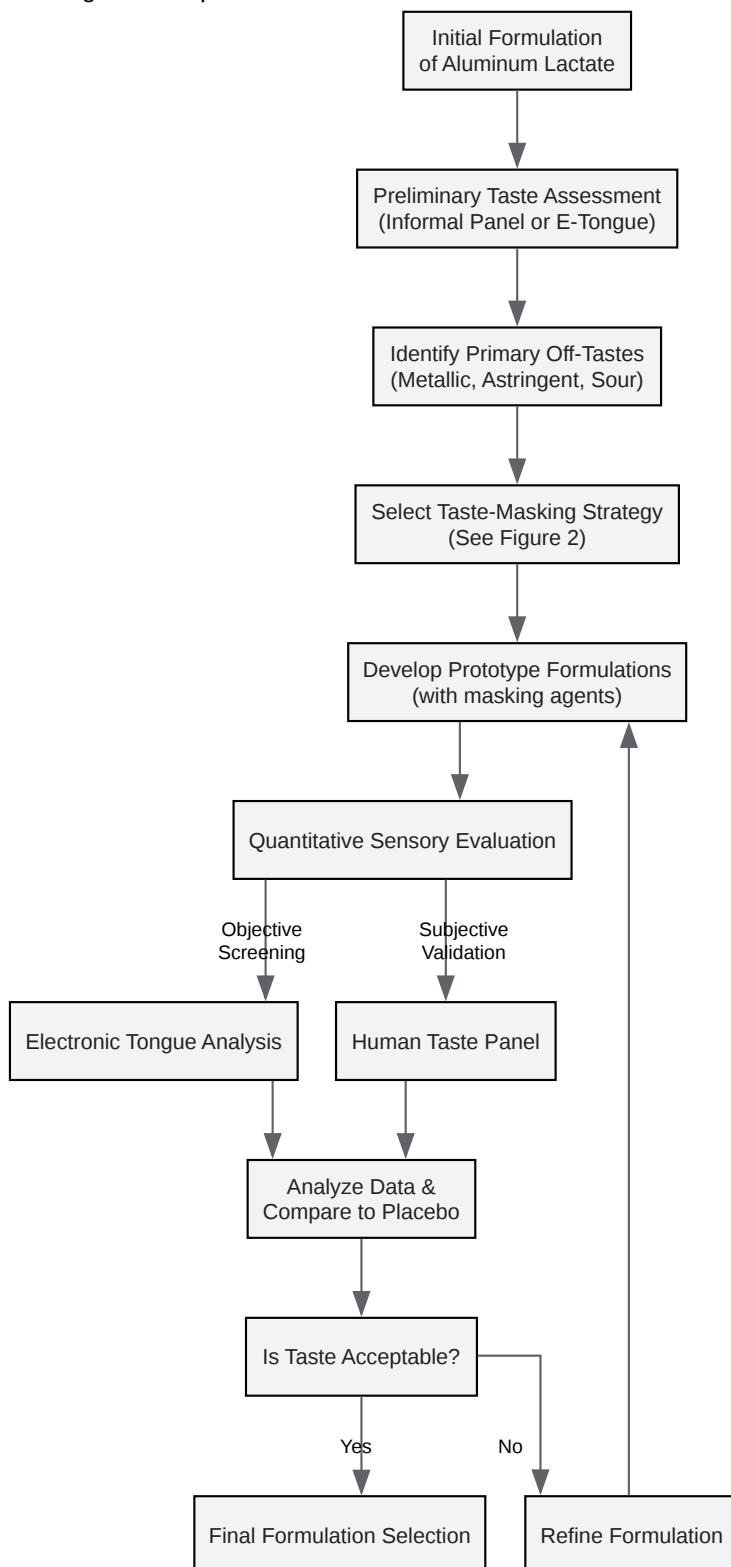 Initial Formulation
of Aluminum Lactate
Preliminary Taste Assessment
(Informal Panel or E-Tongue)
Identify Primary Off-Tastes
(Metallic, Astringent, Sour)
Select Taste-Masking Strategy
(See Figure 2)
Develop Prototype Formulations
(with masking agents)
Quantitative Sensory Evaluation
Objective
Screening
Subjective
Validation
Electronic Tongue Analysis
Human Taste Panel
Analyze Data &
Compare to Placebo
Is Taste Acceptable?
Yes
No
Final Formulation Selection
Refine Formulation